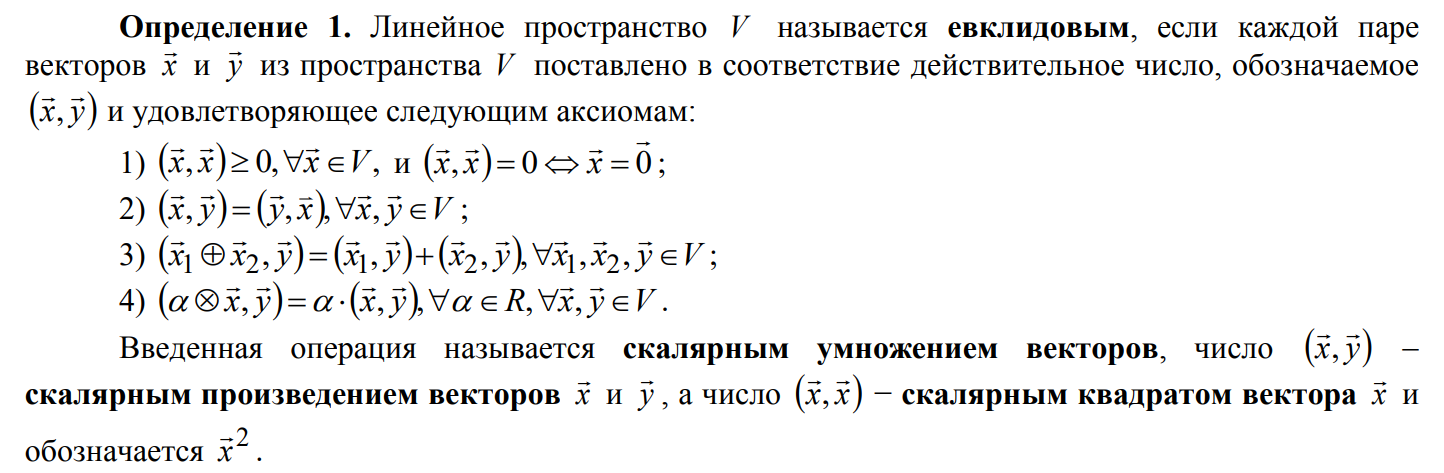 Определение 1. Линейное пространство V называется евклидовым, если каждой паре
векторов x⃗ и y⃗ из пространства V поставлено в соответствие действительное число, обозначаемое
(x⃗, y⃗) и удовлетворяющее следующим аксиомам:
1) (x⃗, x⃗) ≥ 0, ∀x⃗ ∈ V, и (x⃗, x⃗) = 0 ⇔ x⃗ = 0⃗;
2) (x⃗, y⃗) = (y⃗, x⃗), ∀x⃗, y⃗ ∈ V;
3) (x⃗₁ ⊕ x⃗₂, y⃗) = (x⃗₁, y⃗) + (x⃗₂, y⃗), ∀x⃗₁, x⃗₂, y⃗ ∈ V;
4) (α ⊗ x⃗, y⃗) = α · (x⃗, y⃗), ∀α ∈ R, ∀x⃗, y⃗ ∈ V.
Введенная операция называется скалярным умножением векторов, число (x⃗, y⃗) –
скалярным произведением векторов x⃗ и y⃗, а число (x⃗, x⃗) − скалярным квадратом вектора x⃗ и
обозначается x⃗².